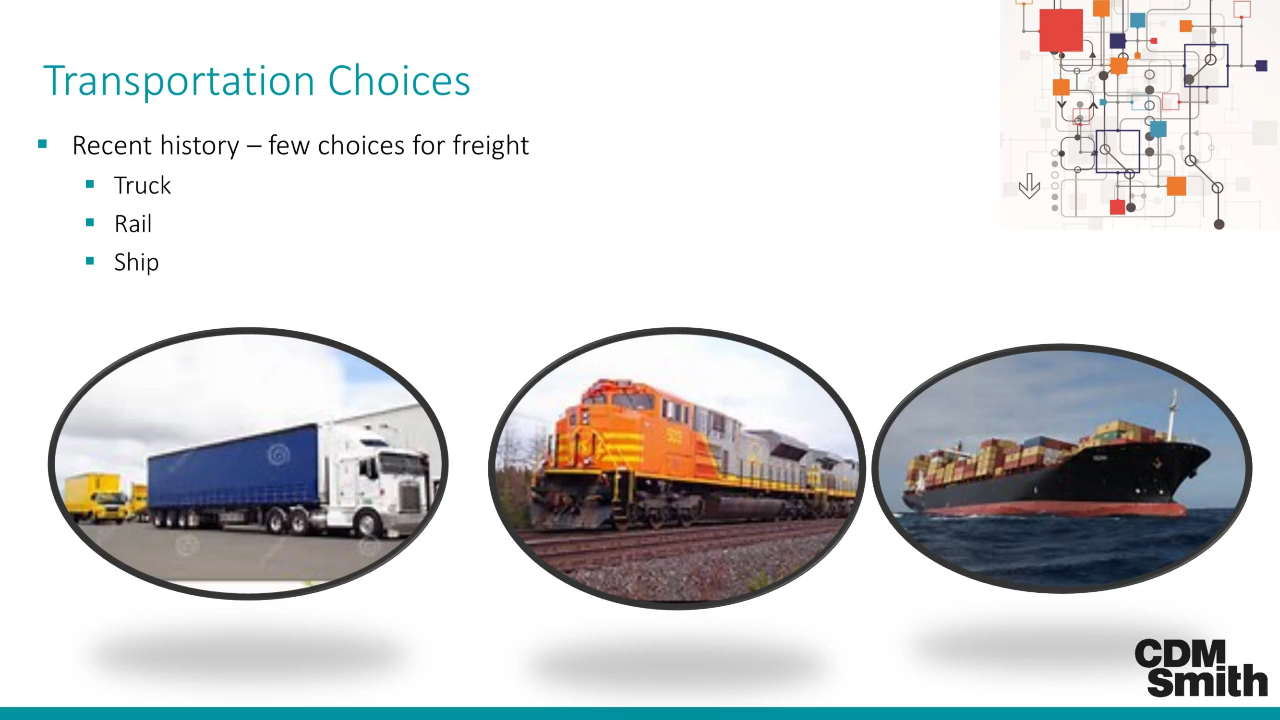 Transportation Choices
Recent history – few choices for freight
Truck
Rail
Ship
CDM
Smith